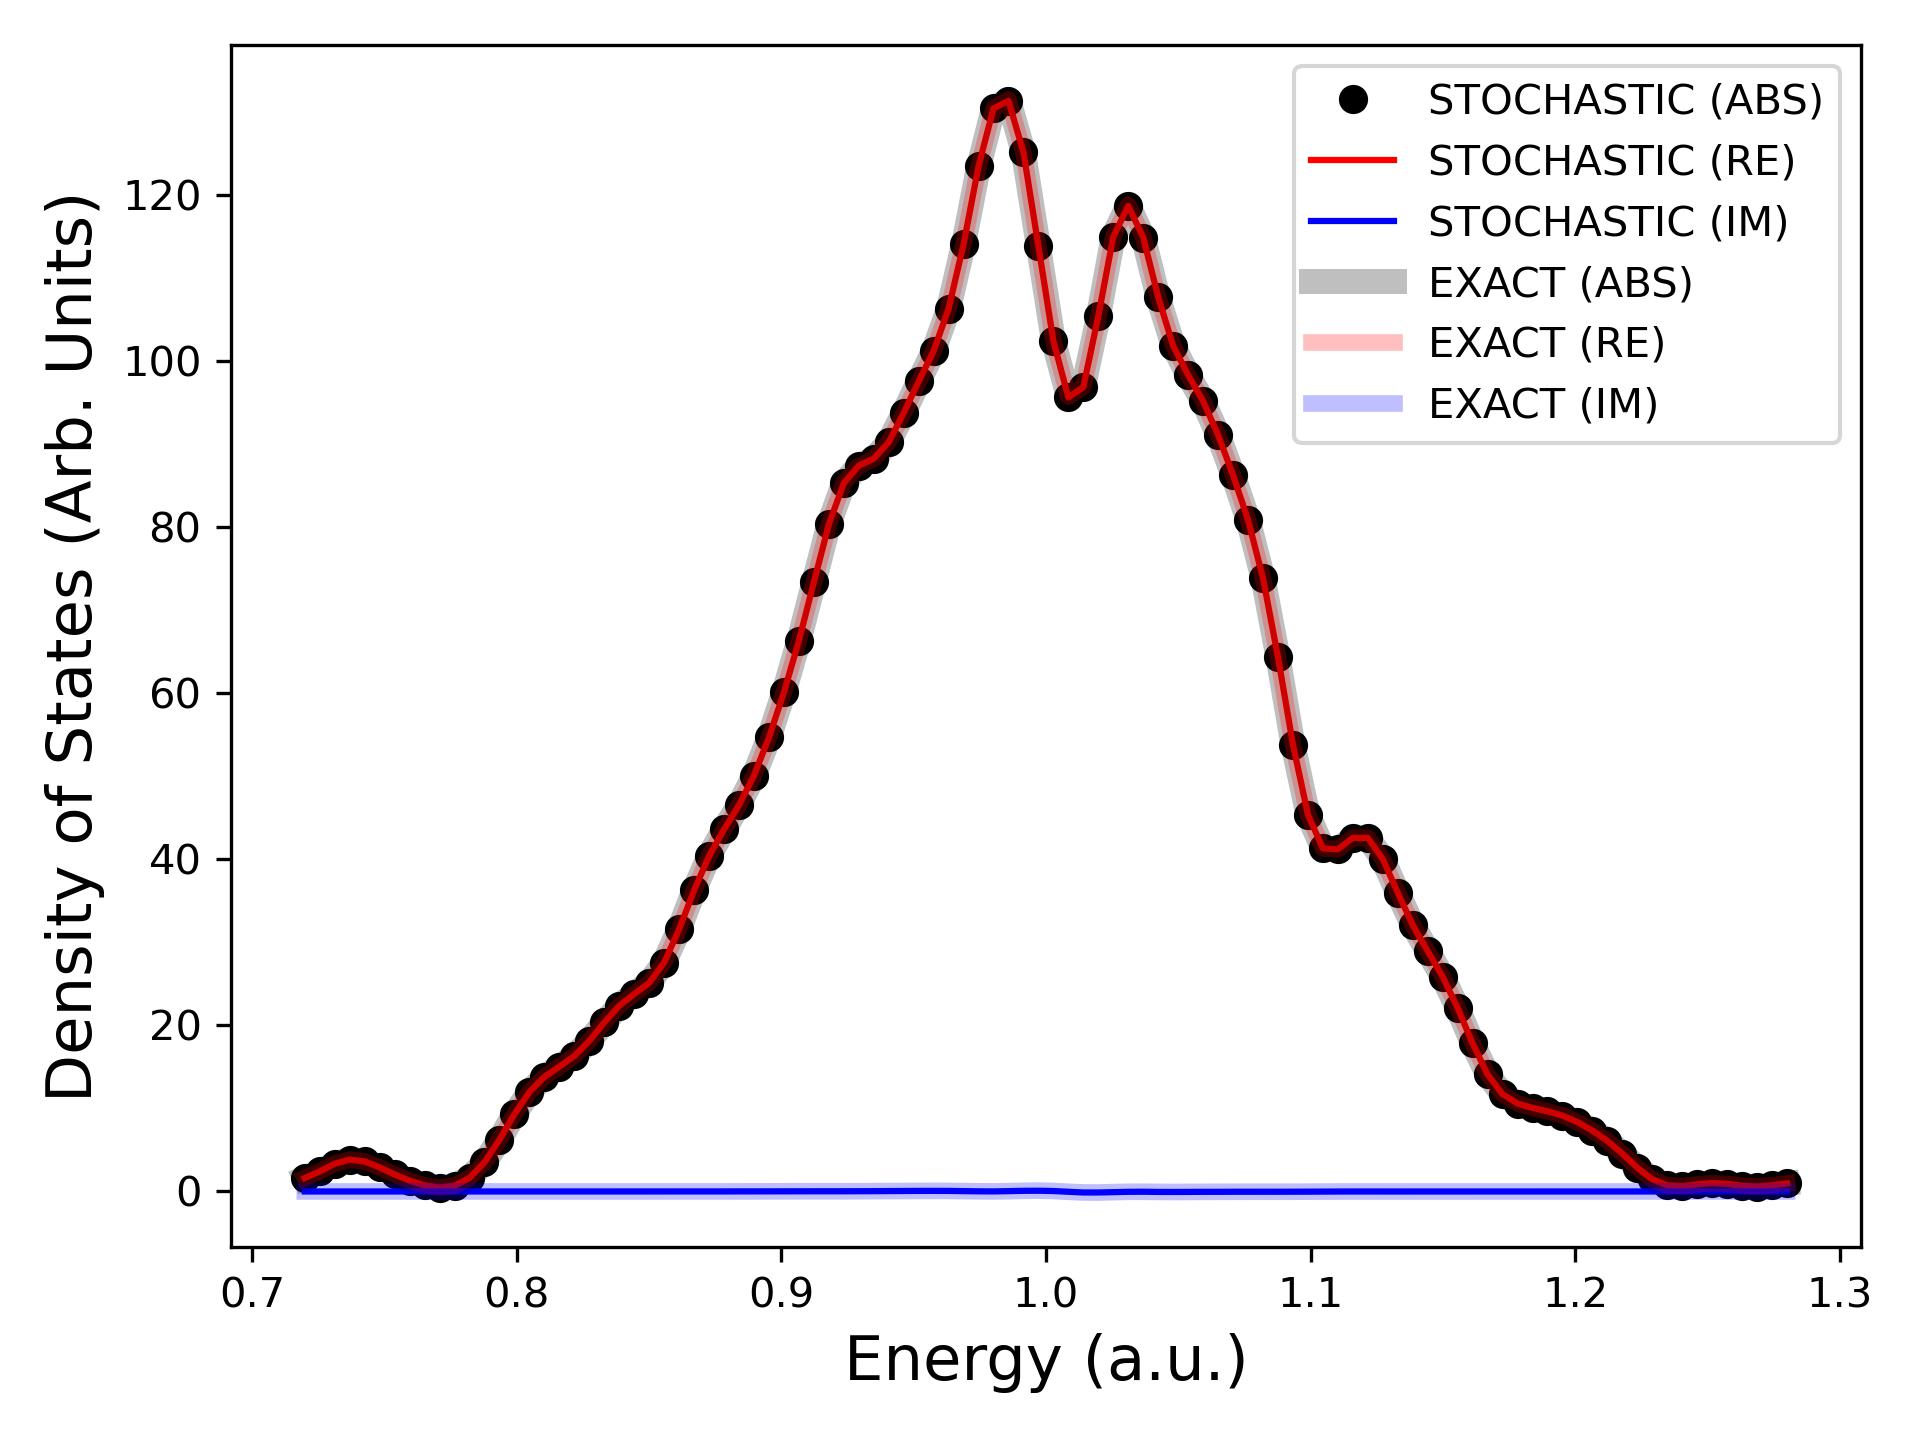 STOCHASTIC (ABS)
STOCHASTIC (RE)
STOCHASTIC (IM)
EXACT (ABS)
EXACT (RE)
EXACT (IM)
Density of States (Arb. Units)
120
100
80
60
40
20
0
0.7 0.8 0.9 1.0 1.1 1.2 1.3
Energy (a.u.)